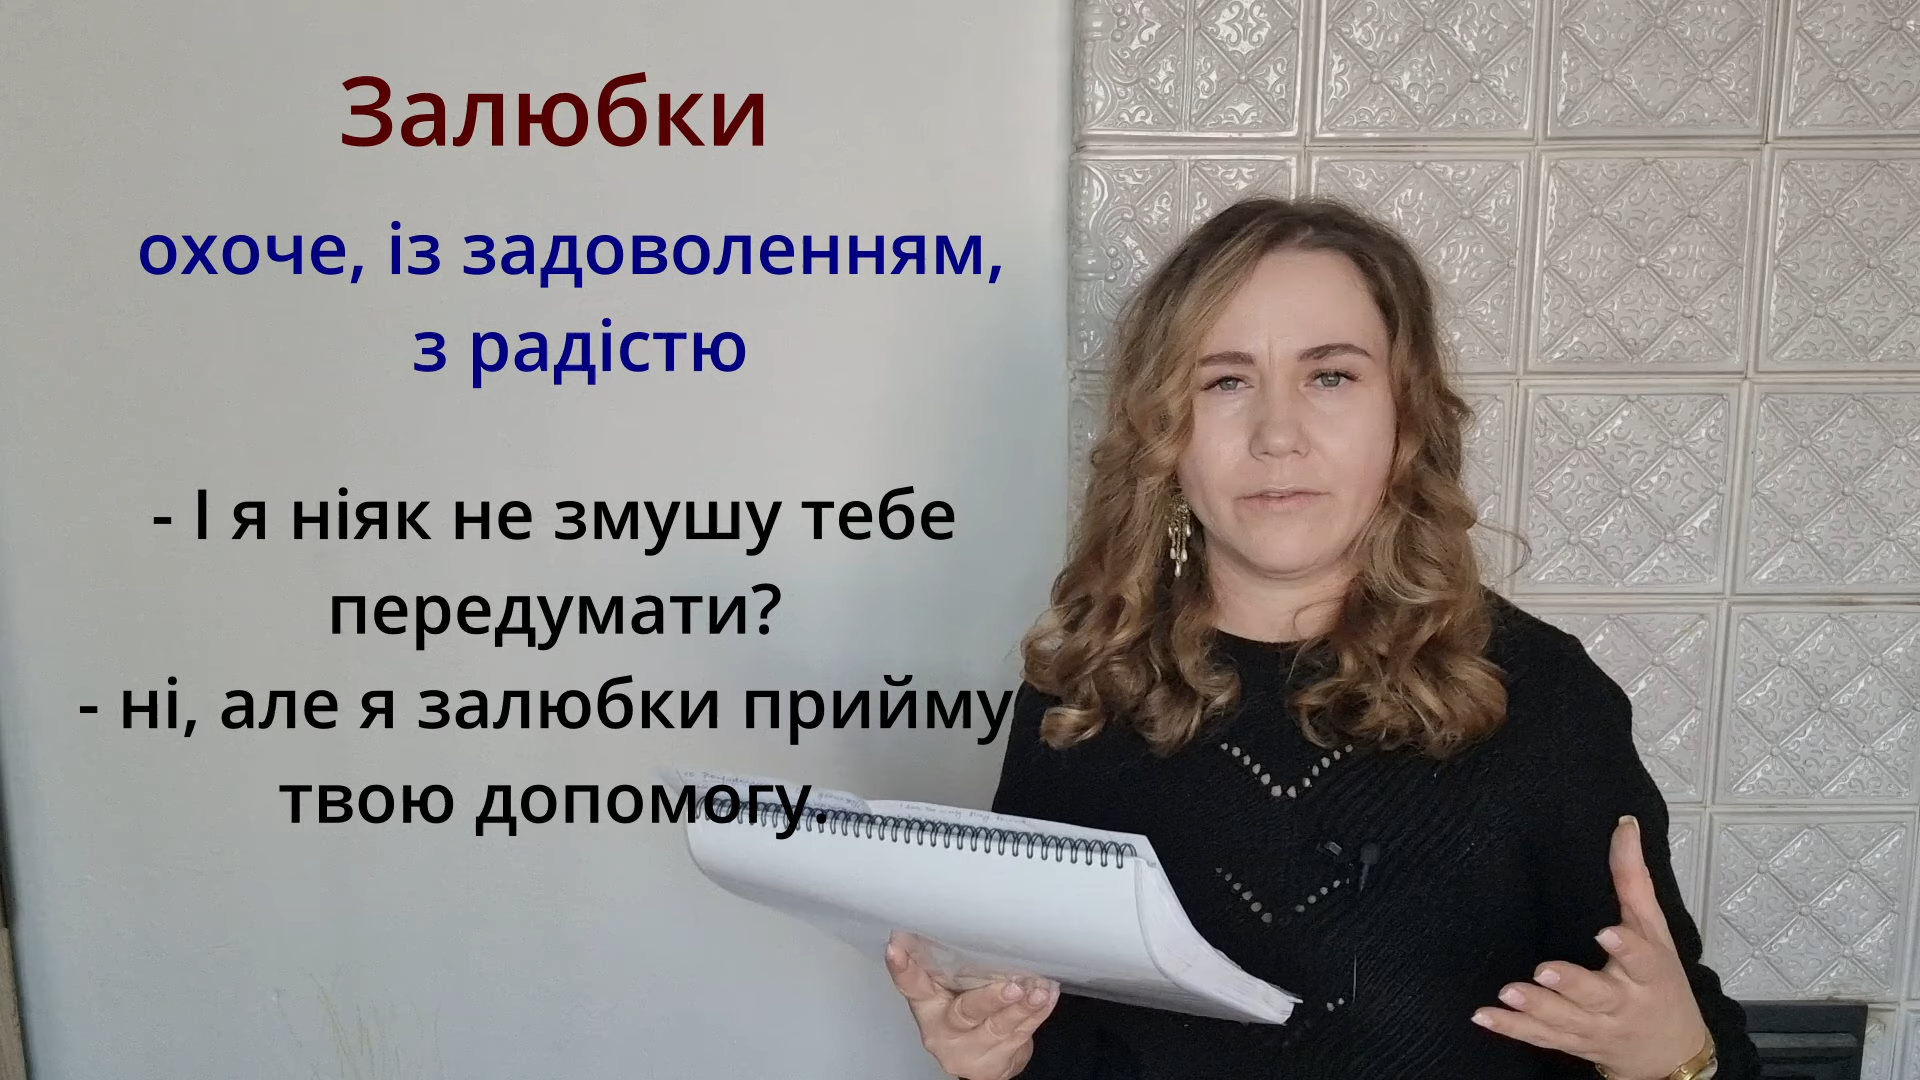 Залюбки
охоче, із задоволенням,
з радістю
- І я ніяк не змушу тебе
передумати?
- ні, але я залюбки прийму
твою допомогу.